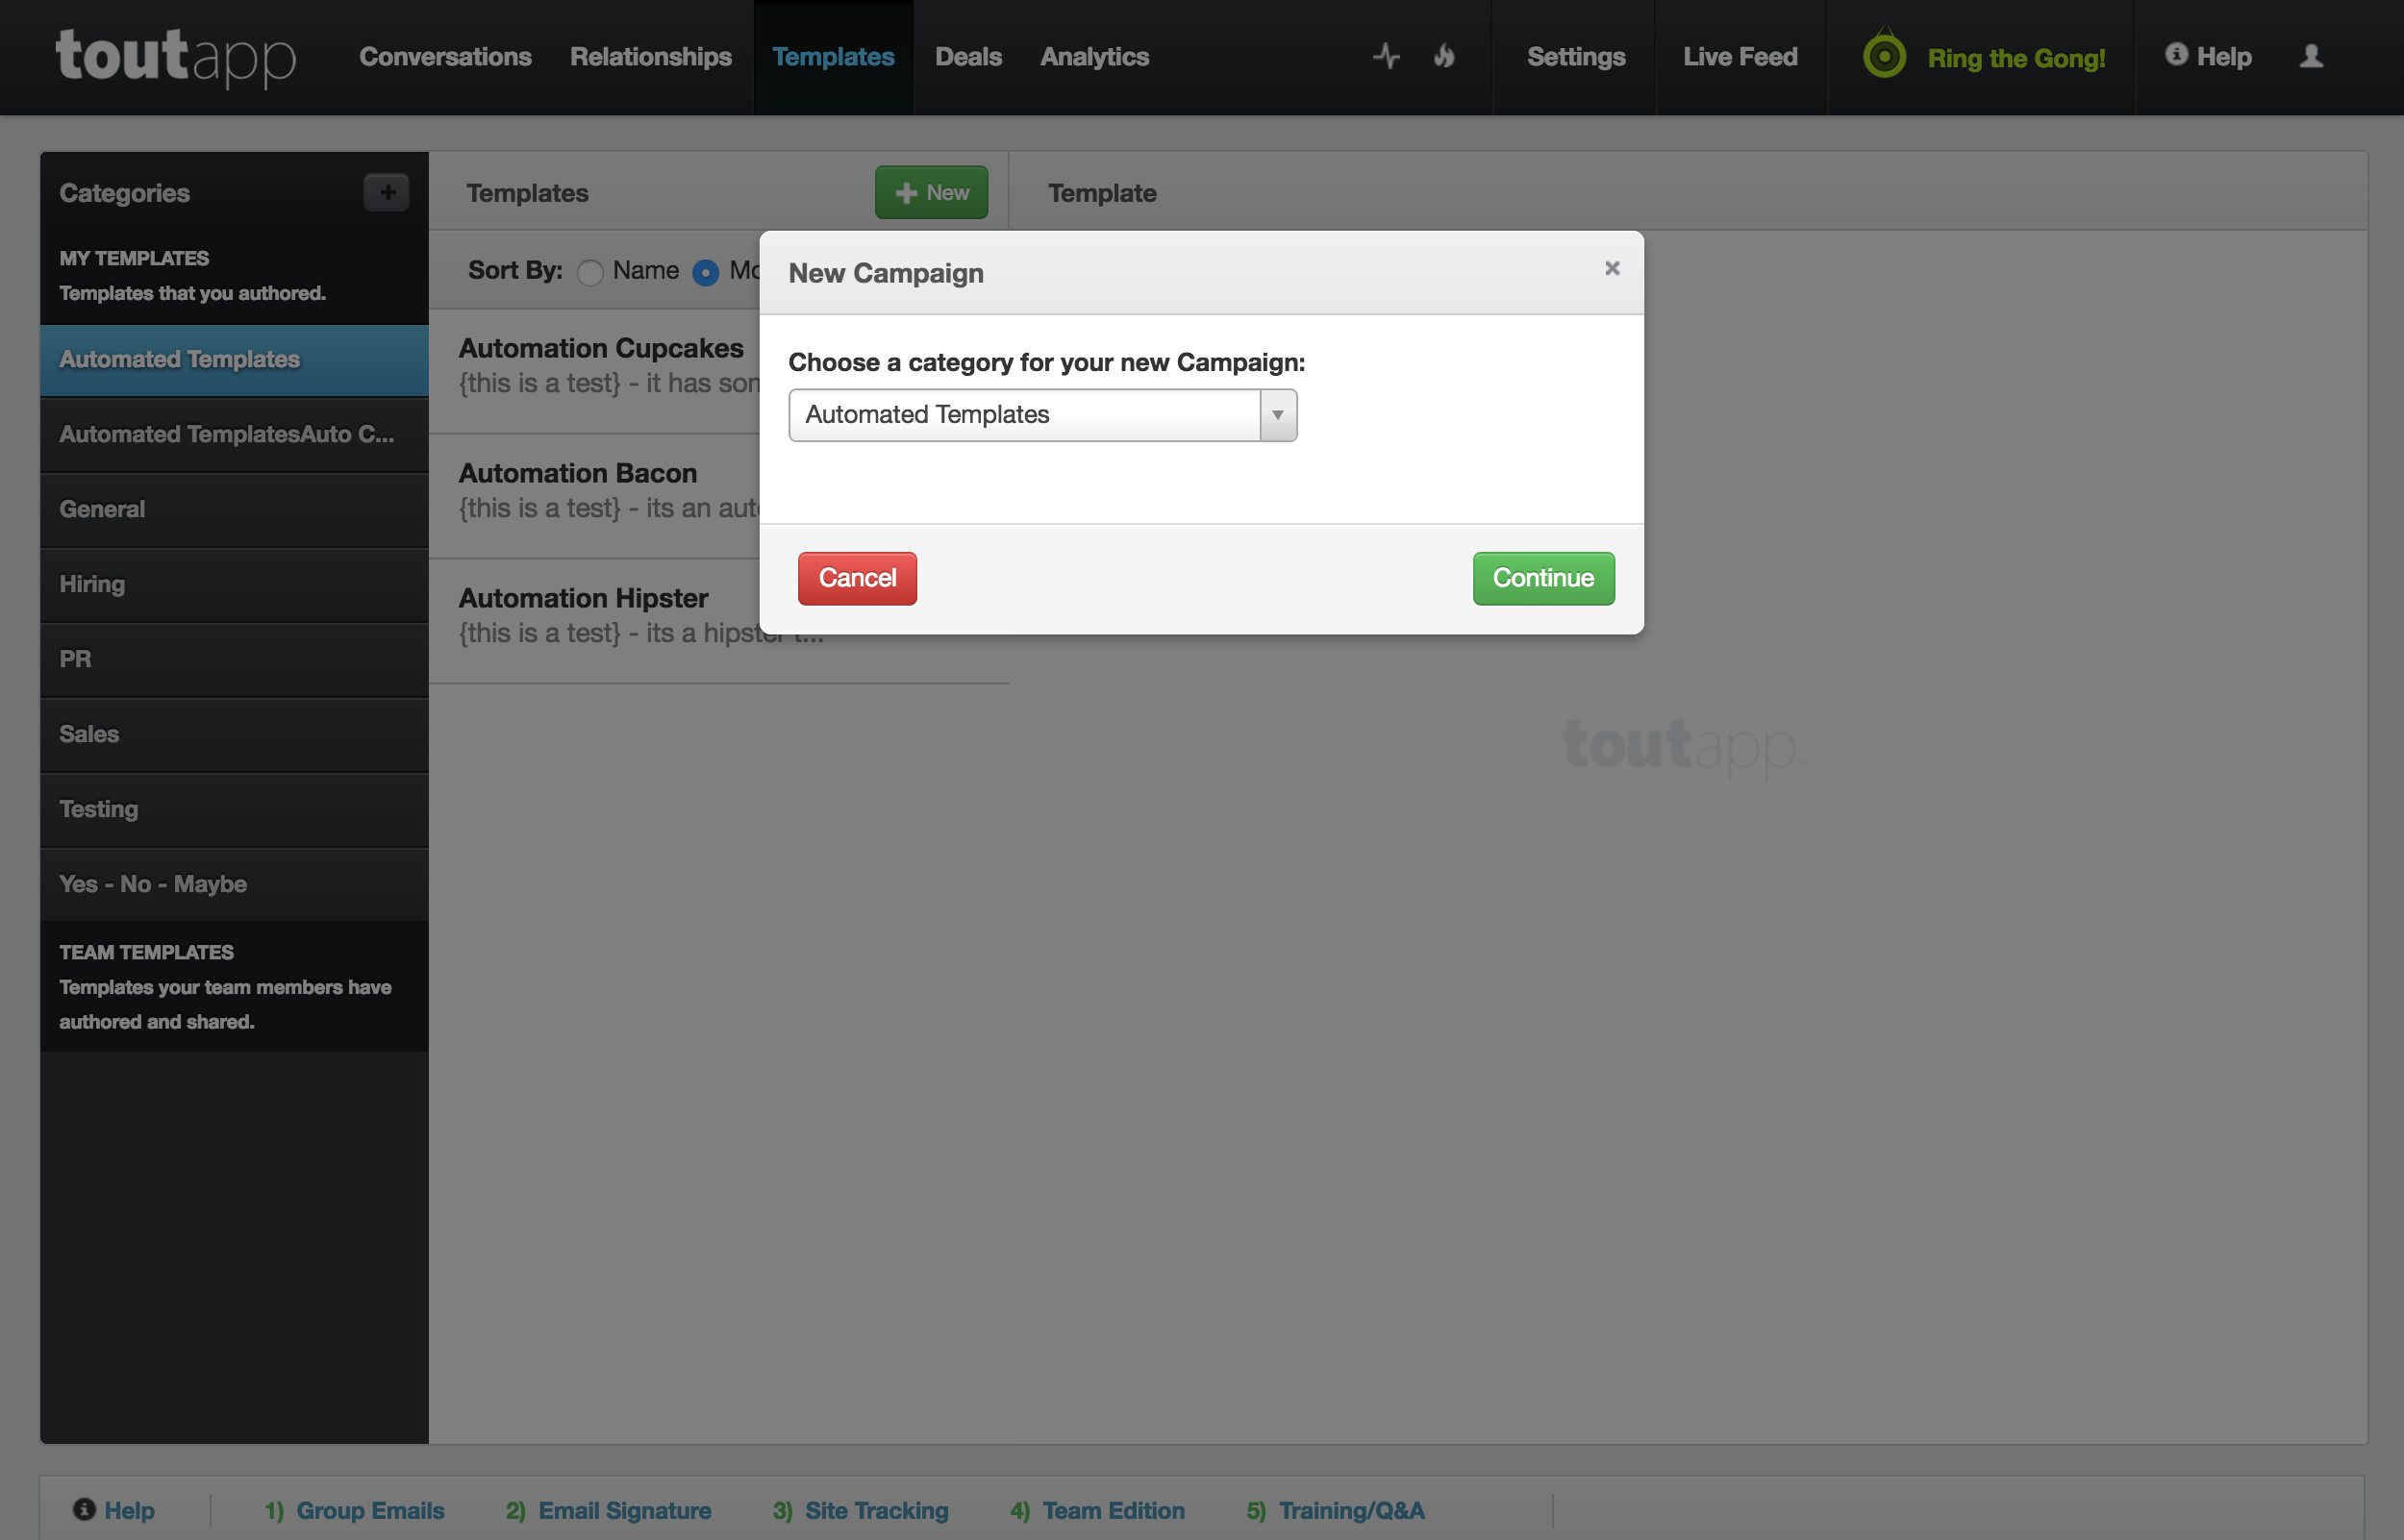 toutapp
Conversations
Relationships
Templates
Deals
Analytics
Settings
Live Feed
Ring the Gong!
Help
Categories
MY TEMPLATES
Templates that you authored.
Automated Templates
Automated TemplatesAuto C...
General
Hiring
PR
Sales
Testing
Yes - No - Maybe
TEAM TEMPLATES
Templates your team members have
authored and shared.
Templates
New
Sort By: Name
Automation Cupcakes
{this is a test} - it has
Automation Bacon
{this is a test} - its an
Automation Hipster
{this is a test} - its a hipster t...
Template
New Campaign
×
Choose a category for your new Campaign:
Automated Templates
Cancel
Continue
toutapp
Help
1) Group Emails
2) Email Signature
3) Site Tracking
4) Team Edition
5) Training/Q&A